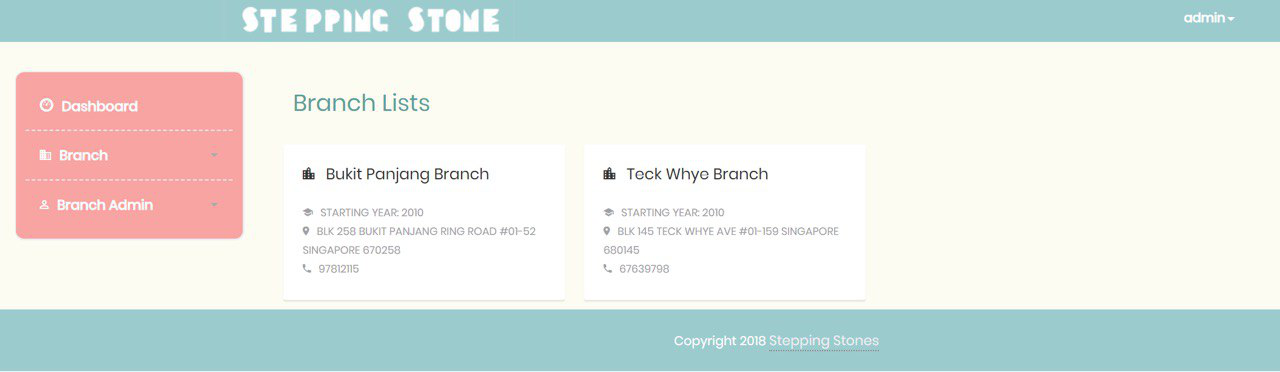 STEPPING STONE
admin
Dashboard
Branch
Branch Admin
Branch Lists
Bukit Panjang Branch
STARTING YEAR: 2010
BLK 258 BUKIT PANJANG RING ROAD #01-52
SINGAPORE 670258
97812115
Teck Whye Branch
STARTING YEAR: 2010
BLK 145 TECK WHYE AVE #01-159 SINGAPORE
680145
67639798
Copyright 2018 Stepping Stones